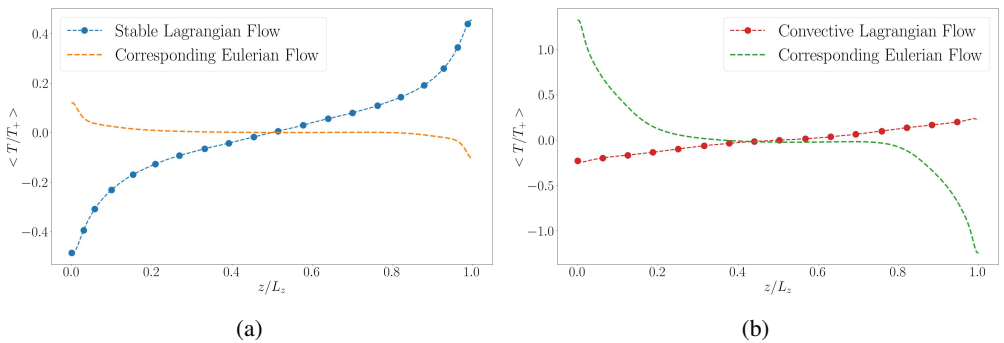 Stable Lagrangian Flow
Corresponding Eulerian Flow
< T/T+ >
0.4
0.2
0.0
−0.2
−0.4
0.0 0.2 0.4 0.6 0.8 1.0
z/Lz
(a)
Convective Lagrangian Flow
Corresponding Eulerian Flow
< T/T+ >
1.0
0.5
0.0
−0.5
−1.0
0.0 0.2 0.4 0.6 0.8 1.0
z/Lz
(b)